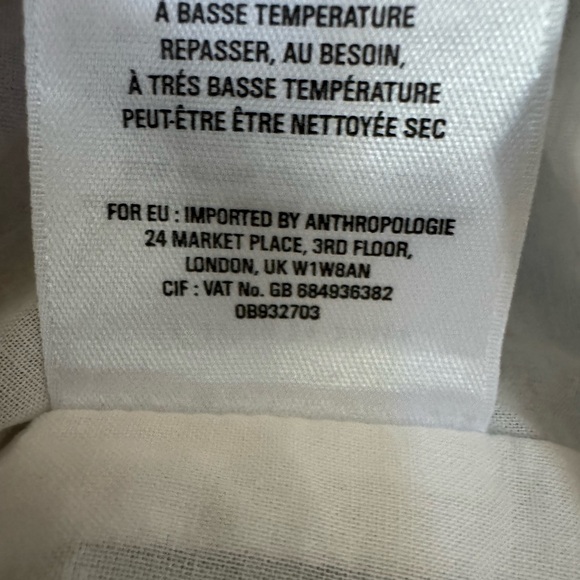 À BASSE TEMPERATURE
REPASSER, AU BESOIN,
À TRÉS BASSE TEMPÉRATURE
PEUT-ÊTRE ÊTRE NETTOYÉE SEC
FOR EU : IMPORTED BY ANTHROPOLOGIE
24 MARKET PLACE, 3RD FLOOR,
LONDON, UK W1W8AN
CIF : VAT No. GB 684936382
0B932703